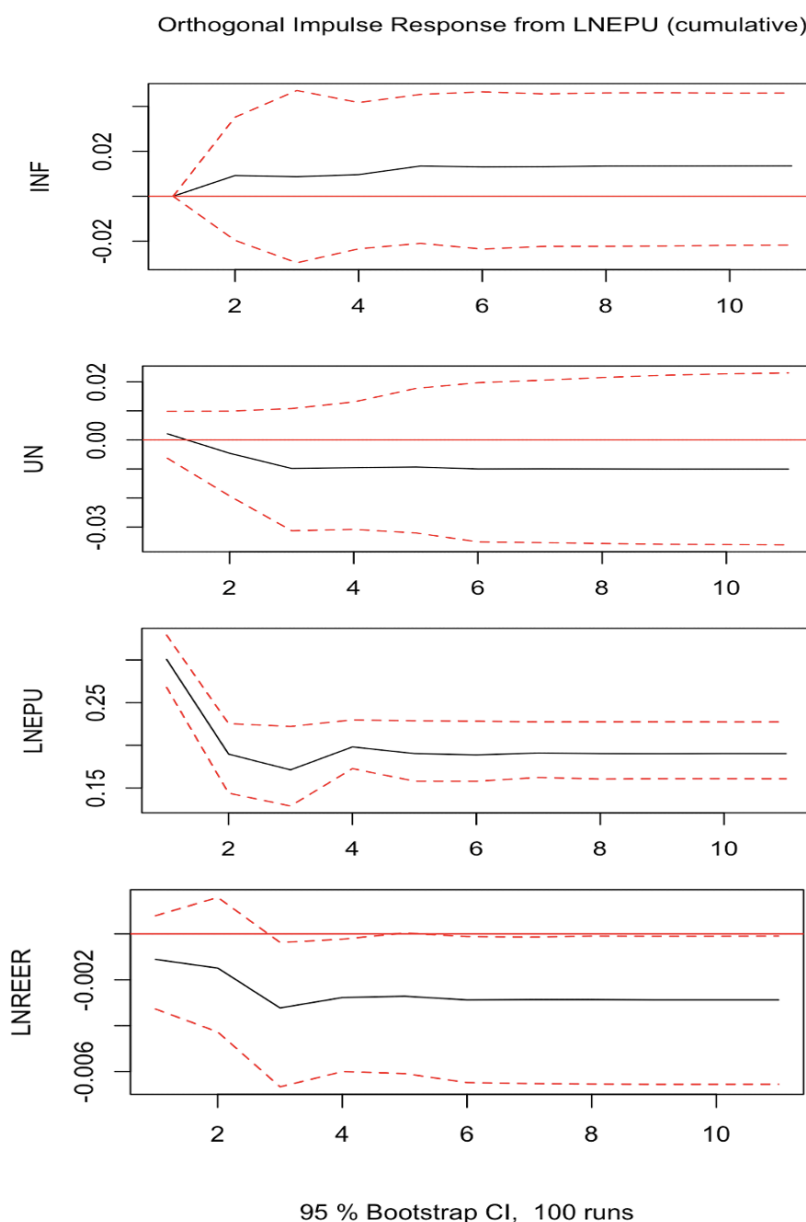 Orthogonal Impulse Response from LNEPU (cumulative)
INF
0.02
-0.02
2 4 6 8 10
UN
0.02
0.00
-0.03
2 4 6 8 10
LNEPU
0.25
0.15
2 4 6 8 10
LNREER
-0.002
-0.006
2 4 6 8 10
95 % Bootstrap CI, 100 runs